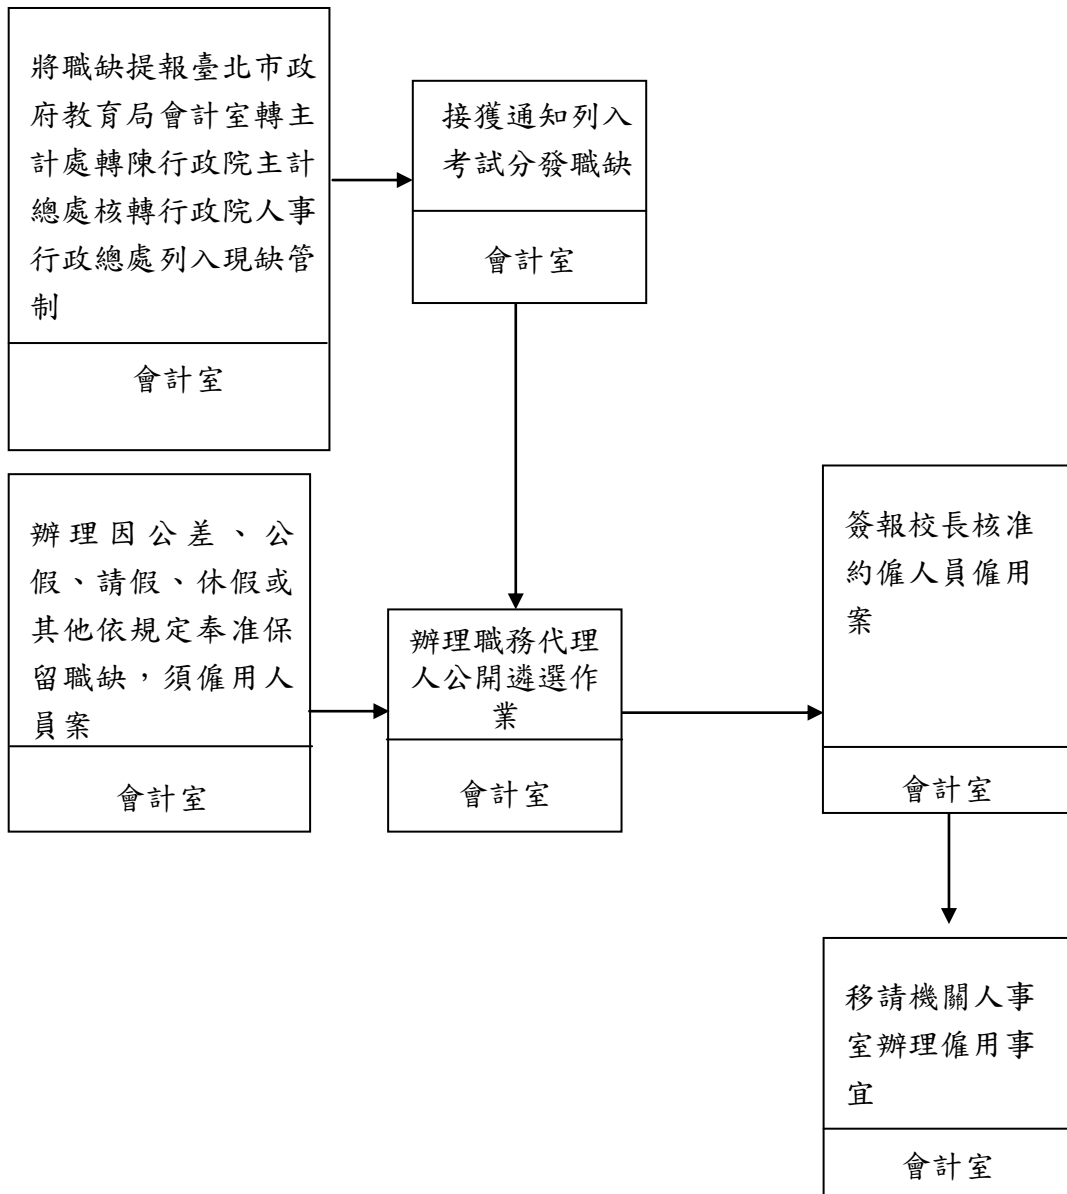 將職缺提報臺北市政
府教育局會計室轉主
計處轉陳行政院主計
總處核轉行政院人事
行政總處列入現缺管
制
會計室
接獲通知列入
考試分發職缺
會計室
辦理因公差、公
假、請假、休假或
其他依規定奉准保
留職缺，須僱用人
員案
會計室
辦理職務代理
人公開遴選作
業
會計室
簽報校長核准
約僱人員僱用
案
會計室
移請機關人事
室辦理僱用事
宜
會計室